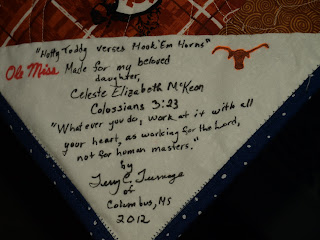 "Hotty Toddy verses Hook 'Em Horns"
Ole Miss Made for my beloved
daughter,
Celeste Elizabeth McKeon
Colossians 3:23
"Whatever you do, work at it with all
your heart, as working for the Lord,
not for human masters."
by
Terry C. Turnage
of
Columbus, MS
2012